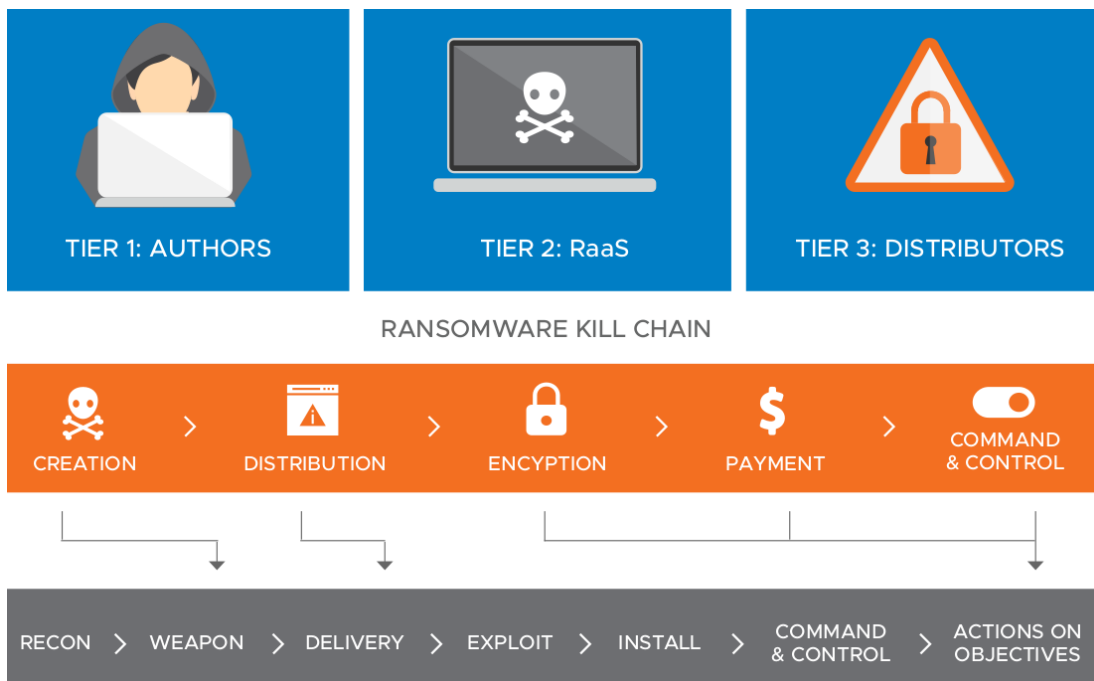 TIER 1: AUTHORS
TIER 2: RaaS
TIER 3: DISTRIBUTORS
RANSOMWARE KILL CHAIN
CREATION
DISTRIBUTION
ENCYPTION
PAYMENT
COMMAND
& CONTROL
RECON
WEAPON
DELIVERY
EXPLOIT
INSTALL
COMMAND
& CONTROL
ACTIONS ON
OBJECTIVES